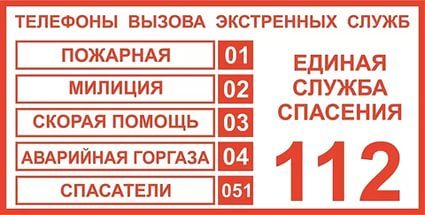 ТЕЛЕФОНЫ ВЫЗОВА ЭКСТРЕННЫХ СЛУЖБ
ПОЖАРНАЯ 01
МИЛИЦИЯ 02
СКОРАЯ ПОМОЩЬ 03
АВАРИЙНАЯ ГОРГАЗА 04
СПАСАТЕЛИ 051
ЕДИНАЯ
СЛУЖБА
СПАСЕНИЯ
112